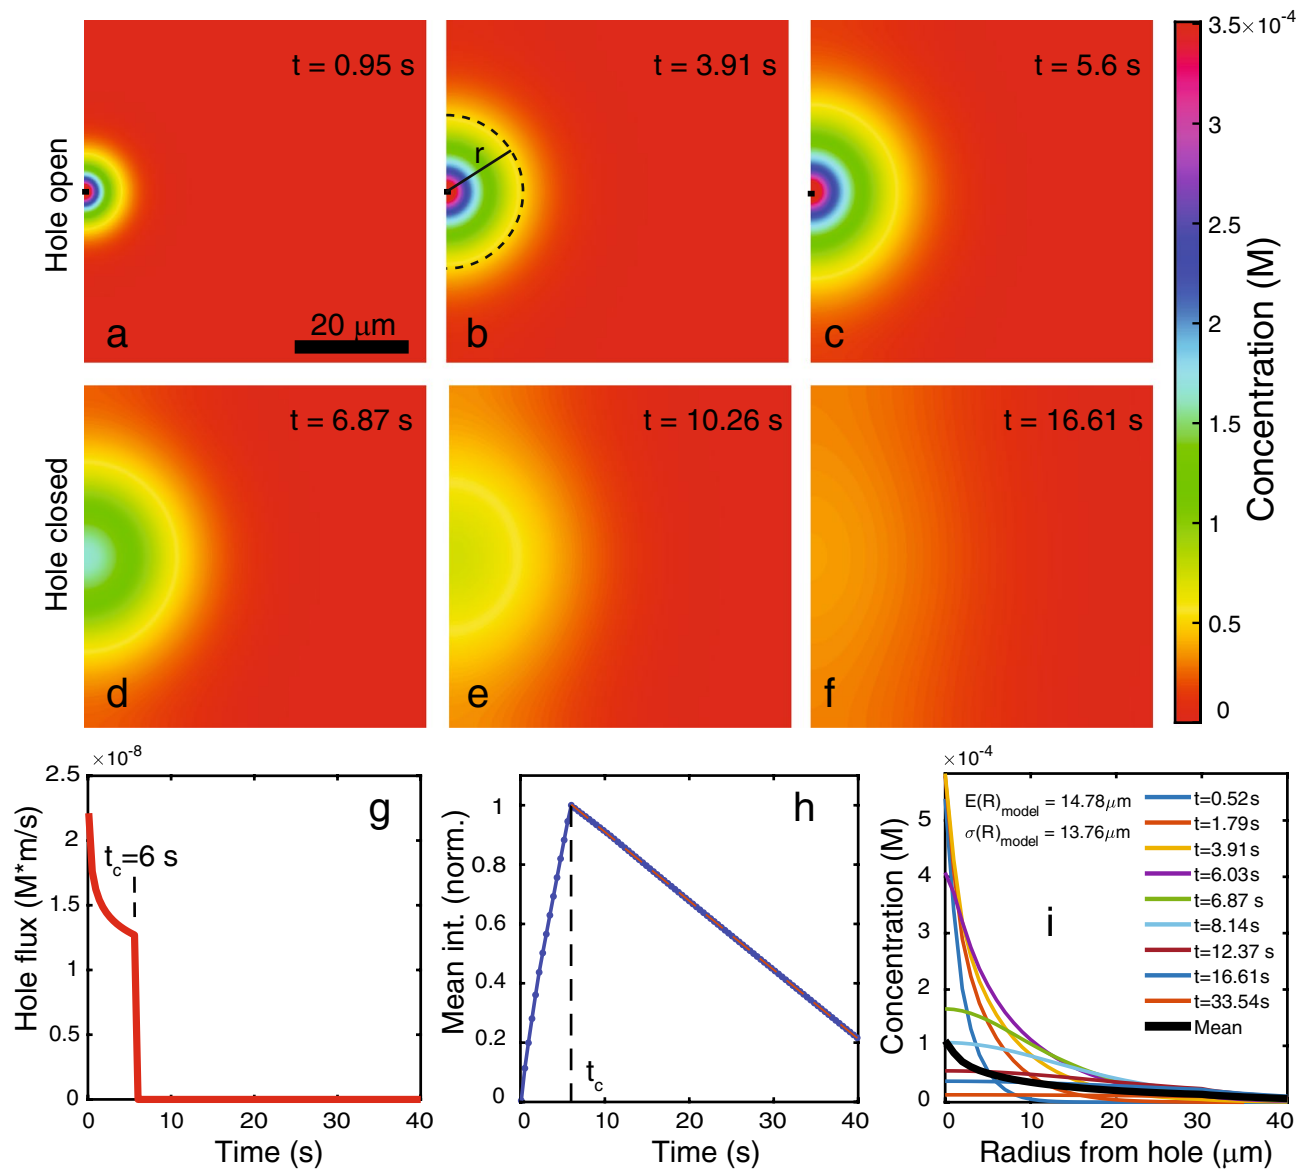 Hole open
t = 0.95 s
a
20 μm
t = 3.91 s
r
b
t = 5.6 s
c
3.5×10⁻⁴
3
2.5
2
1.5
1
0.5
0
Concentration (M)
Hole closed
t = 6.87 s
d
t = 10.26 s
e
t = 16.61 s
f
×10⁻⁸
2.5
2
1.5
1
0.5
0
Hole flux (M*m/s)
g
t_c=6 s
0 10 20 30 40
Time (s)
1
0.8
0.6
0.4
0.2
0
Mean int. (norm.)
h
t_c
0 10 20 30 40
Time (s)
×10⁻⁴
5
4
3
2
1
0
Concentration (M)
E(R)_model = 14.78μm
σ(R)_model = 13.76μm
i
t=0.52s
t=1.79s
t=3.91s
t=6.03s
t=6.87 s
t=8.14s
t=12.37 s
t=16.61s
t=33.54s
Mean
0 10 20 30 40
Radius from hole (μm)